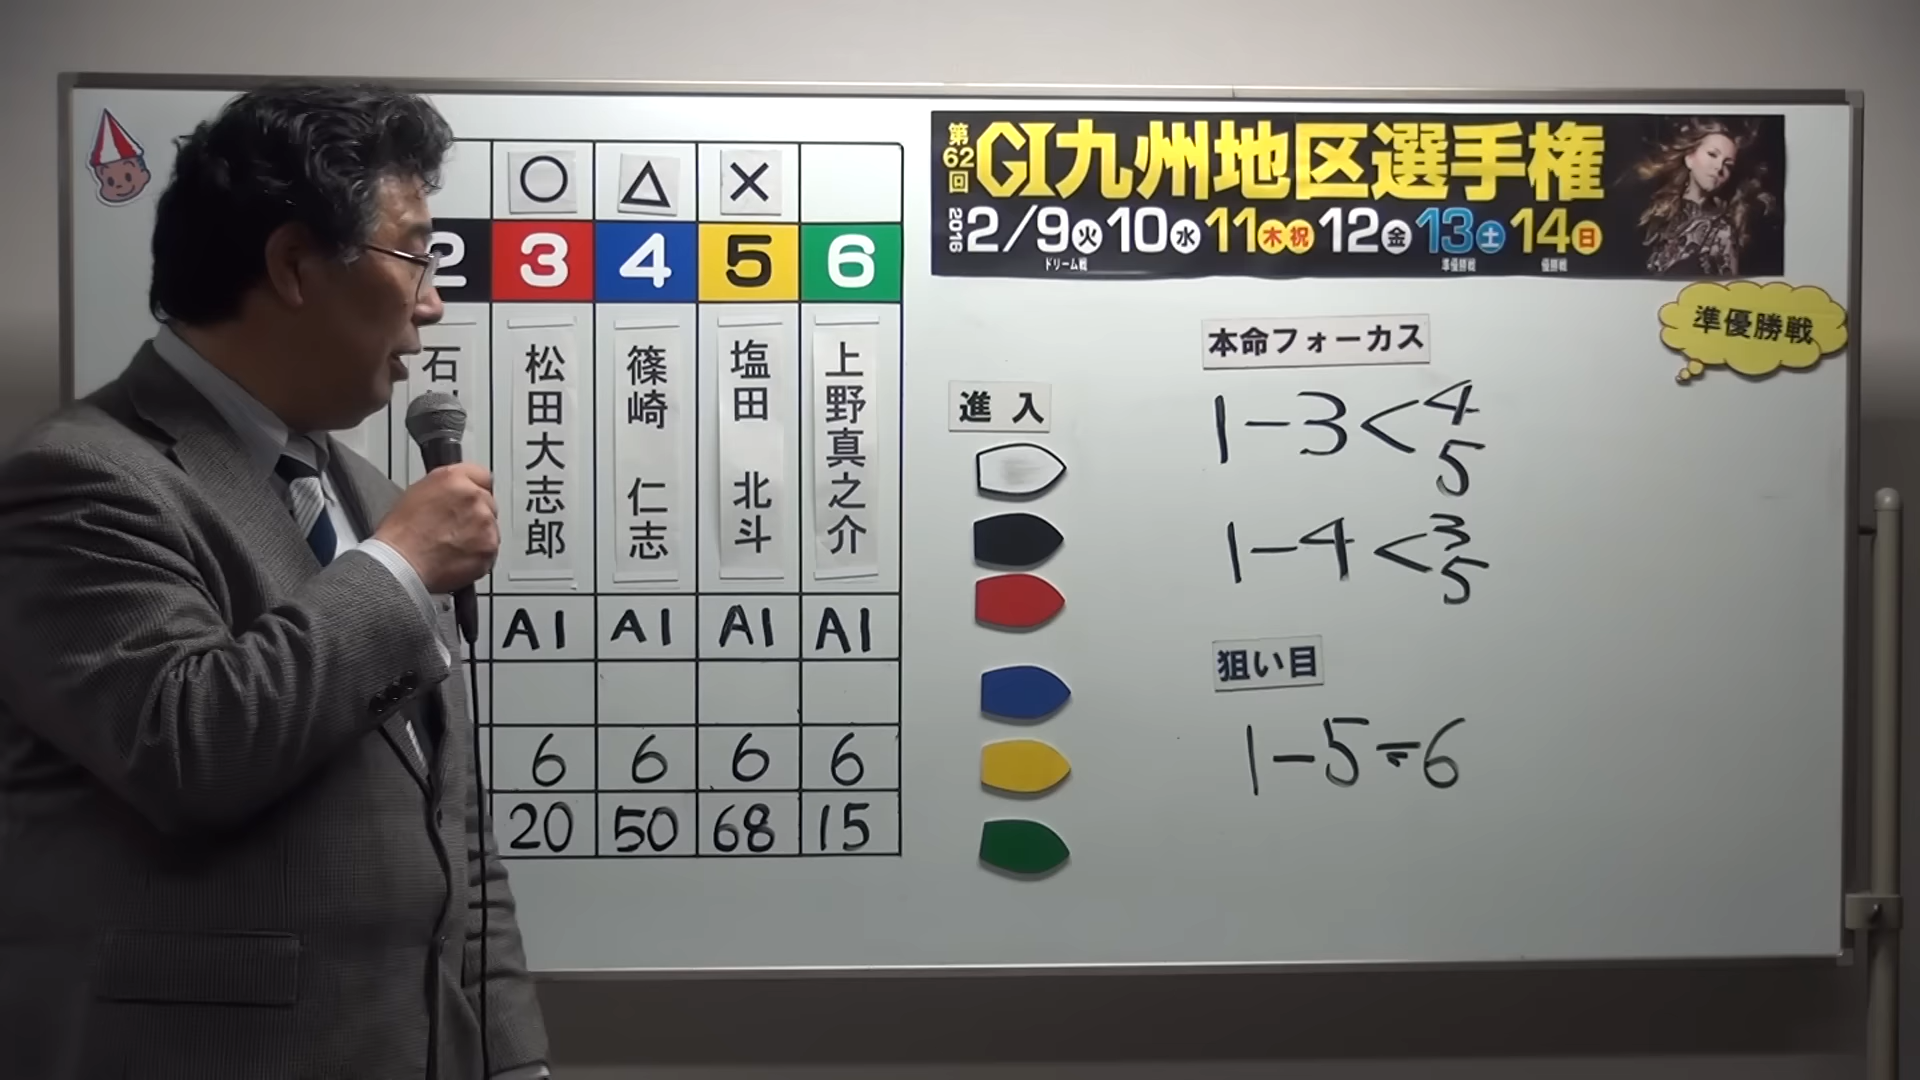 ○ △ ×
2 3 4 5 6
石
松田大志郎
篠崎 仁志
塩田 北斗
上野真之介
A1 A1 A1 A1
6 6 6 6
20 50 68 15
第62回 GI九州地区選手権
2016 2/9火 10水 11木祝 12金 13土 14日
ドリーム戦 準優勝戦 優勝戦
準優勝戦
進入
本命フォーカス
1-3<4
5
1-4<3
5
狙い目
1-5=6